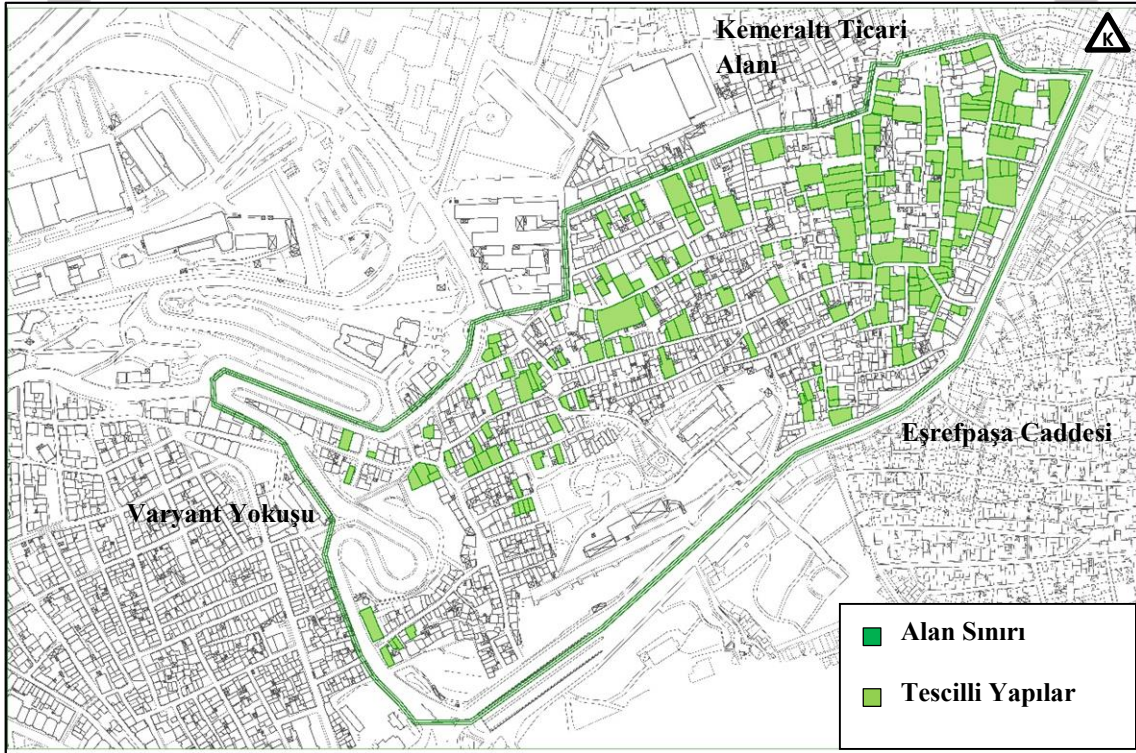 Kemeraltı Ticari
Alanı
K
Eşrefpaşa Caddesi
Varyant Yokuşu
Alan Sınırı
Tescilli Yapılar